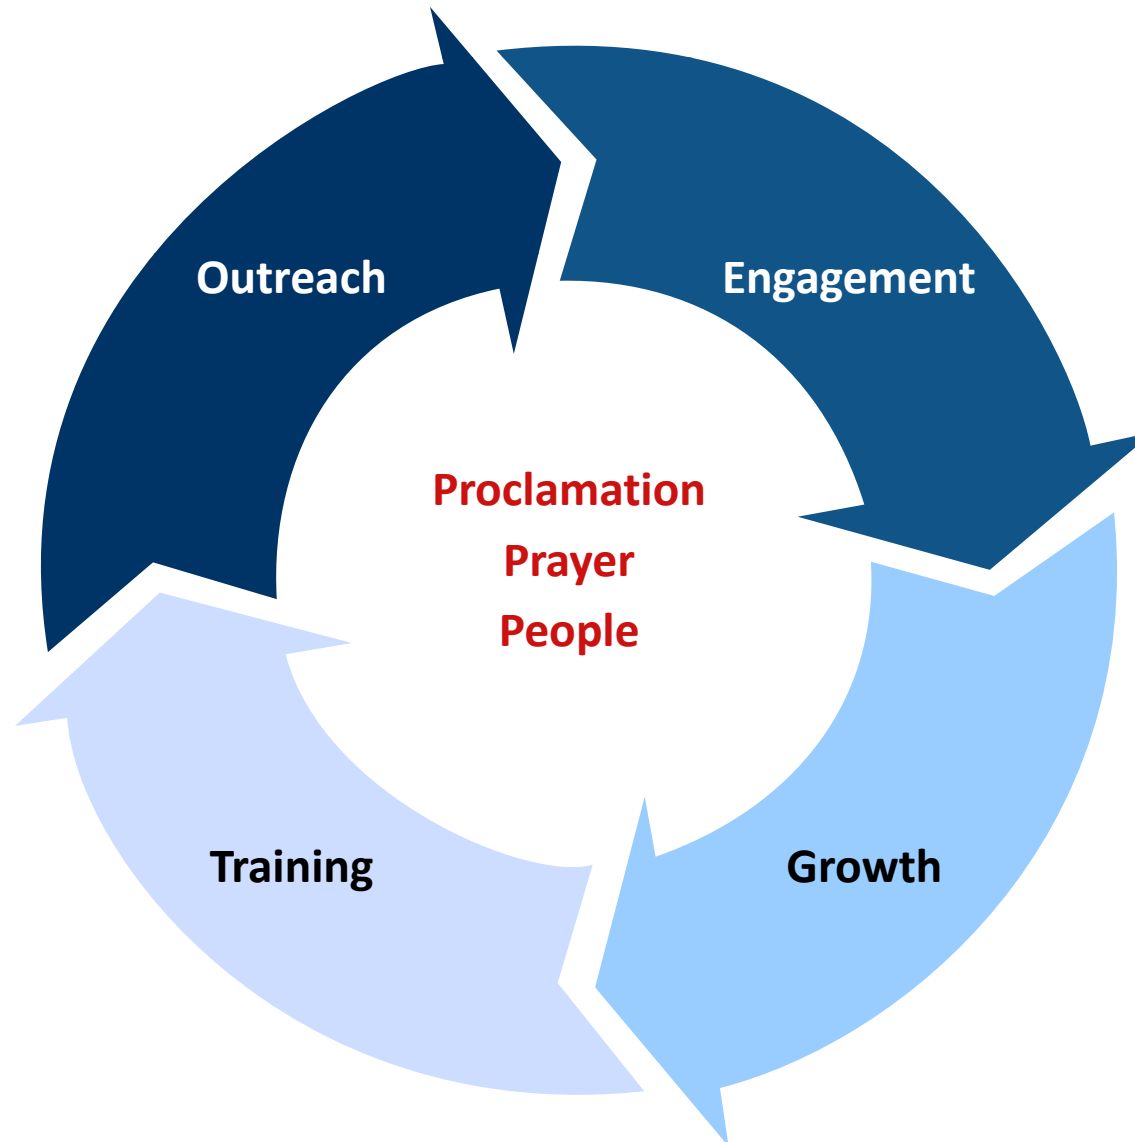 Outreach
Engagement
Proclamation
Prayer
People
Training
Growth